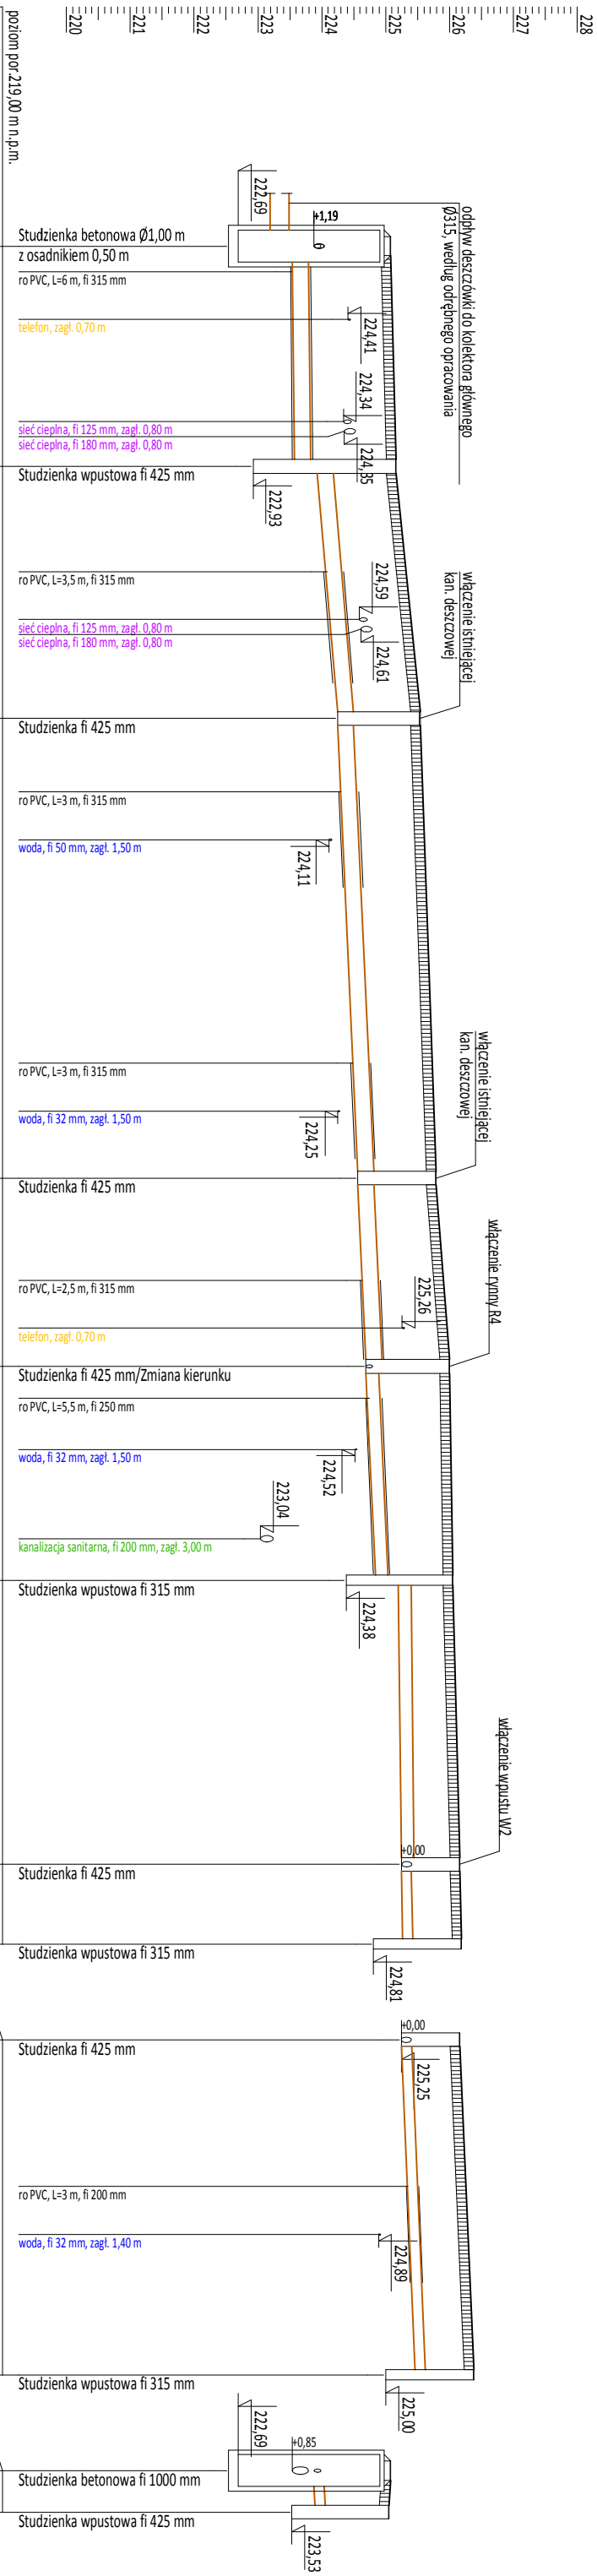 228
227
226
225
224
223
222
221
220
poziom por.219,00 m n.p.m.
odpływ deszczówki do kolektora głównego
Ø315, według odrębnego opracowania
222,69
+1,19
Studzienka betonowa Ø1,00 m
z osadnikiem 0,50 m
ro PVC, L=6 m, fi 315 mm
224,41
telefon, zagł. 0,70 m
224,34
sieć cieplna, fi 125 mm, zagł. 0,80 m
sieć cieplna, fi 180 mm, zagł. 0,80 m
224,35
Studzienka wpustowa fi 425 mm
222,93
włączenie istniejącej
kan. deszczowej
ro PVC, L=3,5 m, fi 315 mm
224,59
sieć cieplna, fi 125 mm, zagł. 0,80 m
sieć cieplna, fi 180 mm, zagł. 0,80 m
224,61
Studzienka fi 425 mm
ro PVC, L=3 m, fi 315 mm
woda, fi 50 mm, zagł. 1,50 m
224,11
włączenie istniejącej
kan. deszczowej
ro PVC, L=3 m, fi 315 mm
woda, fi 32 mm, zagł. 1,50 m
224,25
Studzienka fi 425 mm
włączenie rynny R4
ro PVC, L=2,5 m, fi 315 mm
225,26
telefon, zagł. 0,70 m
Studzienka fi 425 mm/Zmiana kierunku
ro PVC, L=5,5 m, fi 250 mm
woda, fi 32 mm, zagł. 1,50 m
224,52
223,04
kanalizacja sanitarna, fi 200 mm, zagł. 3,00 m
Studzienka wpustowa fi 315 mm
224,38
włączenie wpustu W2
+0,00
Studzienka fi 425 mm
Studzienka wpustowa fi 315 mm
224,81
+0,00
Studzienka fi 425 mm
225,25
ro PVC, L=3 m, fi 200 mm
woda, fi 32 mm, zagł. 1,40 m
224,89
Studzienka wpustowa fi 315 mm
225,00
222,69
+0,85
Studzienka betonowa fi 1000 mm
Studzienka wpustowa fi 425 mm
223,53